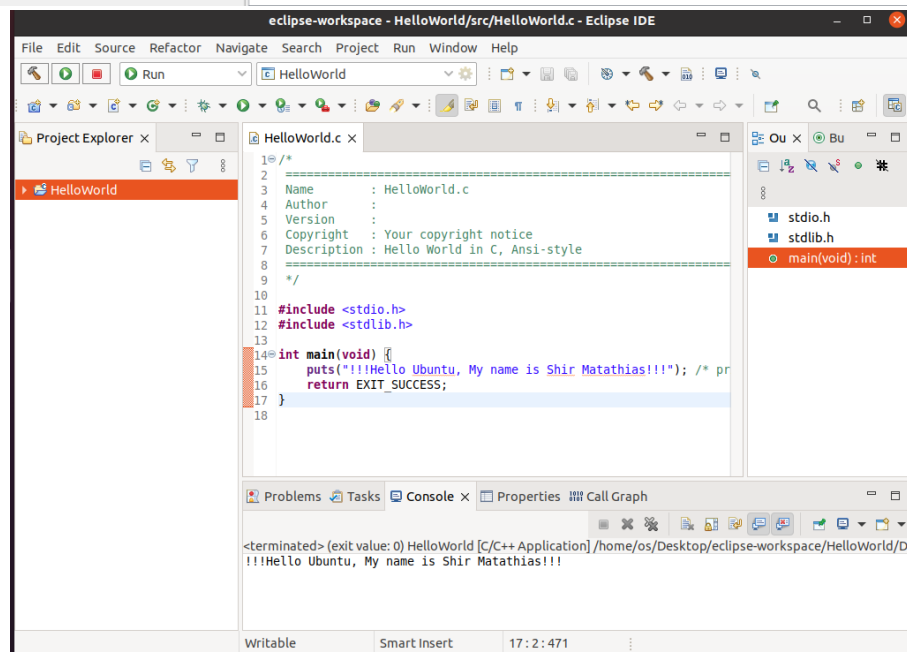 eclipse-workspace - HelloWorld/src/HelloWorld.c - Eclipse IDE
File Edit Source Refactor Navigate Search Project Run Window Help
Run HelloWorld
Project Explorer
HelloWorld
HelloWorld.c
1 /*
2 ==============================================================
3 Name        : HelloWorld.c
4 Author      :
5 Version     :
6 Copyright   : Your copyright notice
7 Description : Hello World in C, Ansi-style
8 ==============================================================
9 */
10
11 #include <stdio.h>
12 #include <stdlib.h>
13
14 int main(void) {
15     puts("!!!Hello Ubuntu, My name is Shir Matathias!!!"); /* pr
16     return EXIT_SUCCESS;
17 }
18
Ou Bu
stdio.h
stdlib.h
main(void) : int
Problems Tasks Console Properties Call Graph
<terminated> (exit value: 0) HelloWorld [C/C++ Application] /home/os/Desktop/eclipse-workspace/HelloWorld/D
!!!Hello Ubuntu, My name is Shir Matathias!!!
Writable Smart Insert 17 : 2 : 471